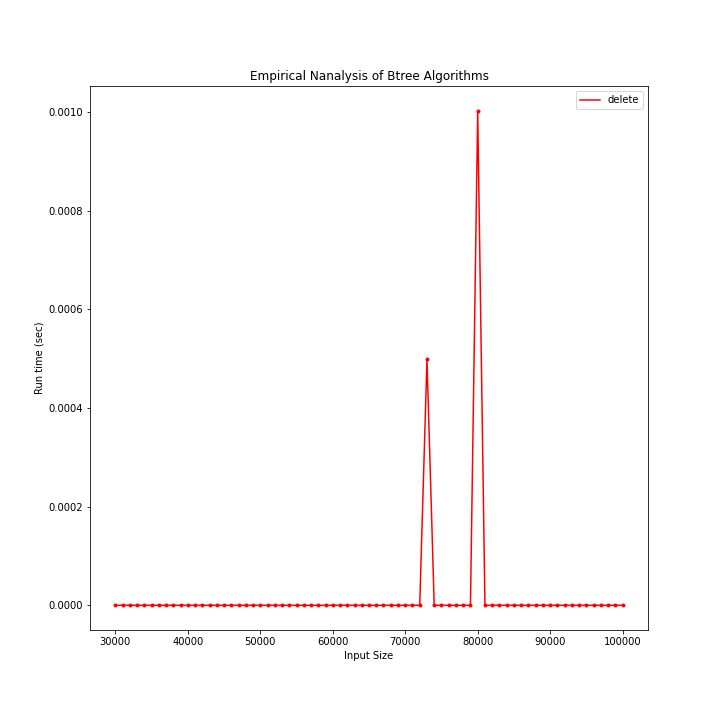 Empirical Nanalysis of Btree Algorithms
delete
0.0010
0.0008
0.0006
0.0004
0.0002
0.0000
Run time (sec)
30000 40000 50000 60000 70000 80000 90000 100000
Input Size